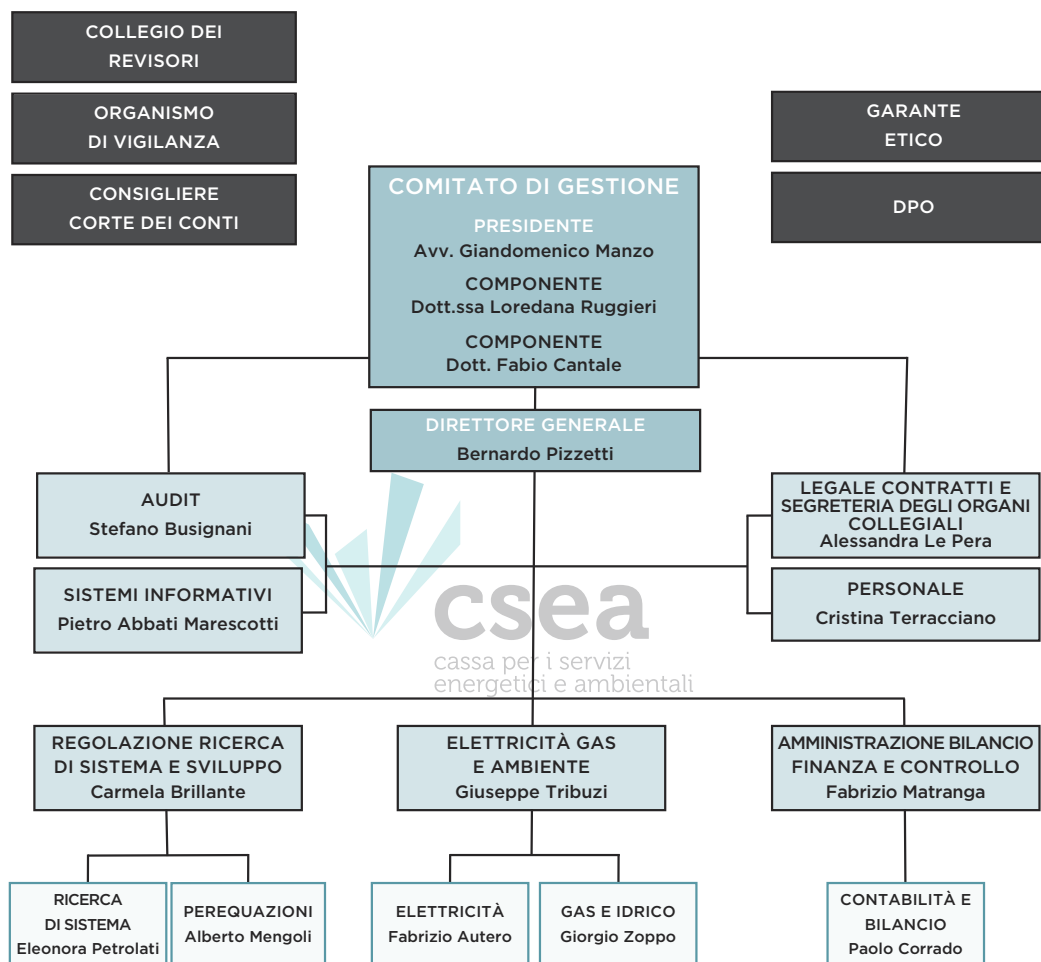 COLLEGIO DEI
REVISORI
ORGANISMO
DI VIGILANZA
CONSIGLIERE
CORTE DEI CONTI
GARANTE
ETICO
DPO
COMITATO DI GESTIONE
PRESIDENTE
Avv. Giandomenico Manzo
COMPONENTE
Dott.ssa Loredana Ruggieri
COMPONENTE
Dott. Fabio Cantale
DIRETTORE GENERALE
Bernardo Pizzetti
AUDIT
Stefano Busignani
LEGALE CONTRATTI E
SEGRETERIA DEGLI ORGANI
COLLEGIALI
Alessandra Le Pera
SISTEMI INFORMATIVI
Pietro Abbati Marescotti
PERSONALE
Cristina Terracciano
csea
cassa per i servizi
energetici e ambientali
REGOLAZIONE RICERCA
DI SISTEMA E SVILUPPO
Carmela Brillante
ELETTRICITÀ GAS
E AMBIENTE
Giuseppe Tribuzi
AMMINISTRAZIONE BILANCIO
FINANZA E CONTROLLO
Fabrizio Matranga
RICERCA
DI SISTEMA
Eleonora Petrolati
PEREQUAZIONI
Alberto Mengoli
ELETTRICITÀ
Fabrizio Autero
GAS E IDRICO
Giorgio Zoppo
CONTABILITÀ E
BILANCIO
Paolo Corrado